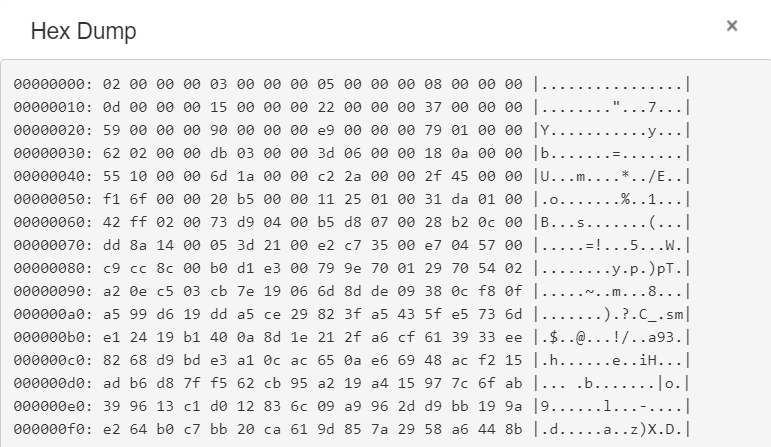 Hex Dump
×
00000000: 02 00 00 00 03 00 00 00 05 00 00 00 08 00 00 00 |................|
00000010: 0d 00 00 00 15 00 00 00 22 00 00 00 37 00 00 00 |........"...7...|
00000020: 59 00 00 00 90 00 00 00 e9 00 00 00 79 01 00 00 |Y...........y...|
00000030: 62 02 00 00 db 03 00 00 3d 06 00 00 18 0a 00 00 |b.......=.......|
00000040: 55 10 00 00 6d 1a 00 00 c2 2a 00 00 2f 45 00 00 |U...m....*../E..|
00000050: f1 6f 00 00 20 b5 00 00 11 25 01 00 31 da 01 00 |.o.......%..1...|
00000060: 42 ff 02 00 73 d9 04 00 b5 d8 07 00 28 b2 0c 00 |B...s.......(...|
00000070: dd 8a 14 00 05 3d 21 00 e2 c7 35 00 e7 04 57 00 |.....=!...5...W.|
00000080: c9 cc 8c 00 b0 d1 e3 00 79 9e 70 01 29 70 54 02 |........y.p.)pT.|
00000090: a2 0e c5 03 cb 7e 19 06 6d 8d de 09 38 0c f8 0f |.....~..m...8...|
000000a0: a5 99 d6 19 dd a5 ce 29 82 3f a5 43 5f e5 73 6d |.......).?.C_.sm|
000000b0: e1 24 19 b1 40 0a 8d 1e 21 2f a6 cf 61 39 33 ee |.$..@...!/..a93.|
000000c0: 82 68 d9 bd e3 a1 0c ac 65 0a e6 69 48 ac f2 15 |.h......e..iH...|
000000d0: ad b6 d8 7f f5 62 cb 95 a2 19 a4 15 97 7c 6f ab |... .b.......|o.|
000000e0: 39 96 13 c1 d0 12 83 6c 09 a9 96 2d d9 bb 19 9a |9......l...-....|
000000f0: e2 64 b0 c7 bb 20 ca 61 9d 85 7a 29 58 a6 44 8b |.d.....a..z)X.D.|